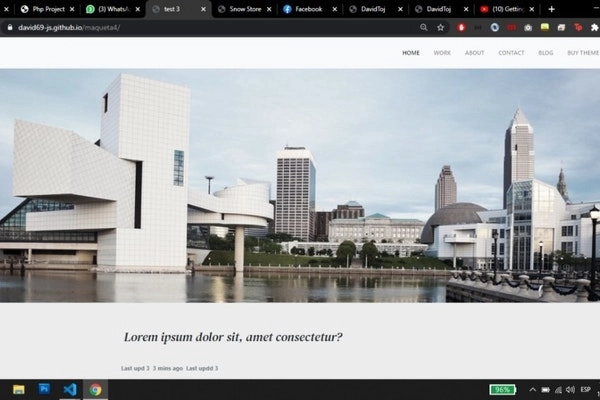 Php Project
(3) Whats
test 3
Snow Store
Facebook
DavidToj
DavidToj
(10) Getting
david69-js.github.io/maqueta4/
HOME WORK ABOUT CONTACT BLOG BUY THEME
Lorem ipsum dolor sit, amet consectetur?
Last upd 3 3 mins ago Last updd 3
96%
ESP